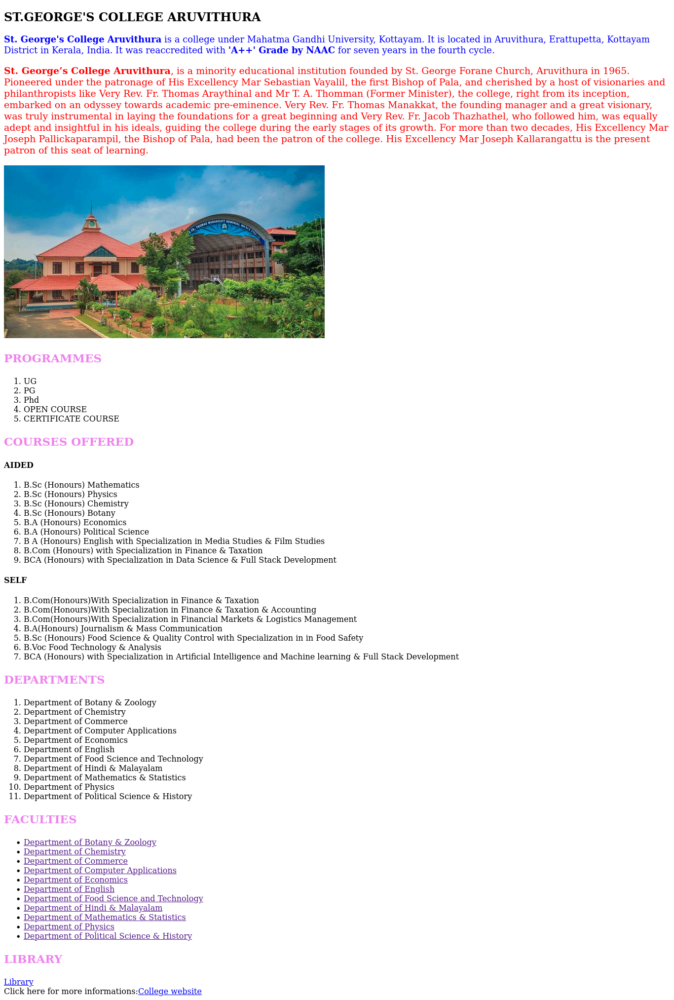 ST.GEORGE'S COLLEGE ARUVITHURA
St. George's College Aruvithura is a college under Mahatma Gandhi University, Kottayam. It is located in Aruvithura, Erattupetta, Kottayam
District in Kerala, India. It was reaccredited with 'A++' Grade by NAAC for seven years in the fourth cycle.
St. George’s College Aruvithura, is a minority educational institution founded by St. George Forane Church, Aruvithura in 1965.
Pioneered under the patronage of His Excellency Mar Sebastian Vayalil, the first Bishop of Pala, and cherished by a host of visionaries and
philanthropists like Very Rev. Fr. Thomas Araythinal and Mr T. A. Thomman (Former Minister), the college, right from its inception,
embarked on an odyssey towards academic pre-eminence. Very Rev. Fr. Thomas Manakkat, the founding manager and a great visionary,
was truly instrumental in laying the foundations for a great beginning and Very Rev. Fr. Jacob Thazhathel, who followed him, was equally
adept and insightful in his ideals, guiding the college during the early stages of its growth. For more than two decades, His Excellency Mar
Joseph Pallickaparampil, the Bishop of Pala, had been the patron of the college. His Excellency Mar Joseph Kallarangattu is the present
patron of this seat of learning.
FR. THOMAS MANAKKATT MEMORIAL
PROGRAMMES
1. UG
2. PG
3. Phd
4. OPEN COURSE
5. CERTIFICATE COURSE
COURSES OFFERED
AIDED
1. B.Sc (Honours) Mathematics
2. B.Sc (Honours) Physics
3. B.Sc (Honours) Chemistry
4. B.Sc (Honours) Botany
5. B.A (Honours) Economics
6. B.A (Honours) Political Science
7. B A (Honours) English with Specialization in Media Studies & Film Studies
8. B.Com (Honours) with Specialization in Finance & Taxation
9. BCA (Honours) with Specialization in Data Science & Full Stack Development
SELF
1. B.Com(Honours)With Specialization in Finance & Taxation
2. B.Com(Honours)With Specialization in Finance & Taxation & Accounting
3. B.Com(Honours)With Specialization in Financial Markets & Logistics Management
4. B.A(Honours) Journalism & Mass Communication
5. B.Sc (Honours) Food Science & Quality Control with Specialization in in Food Safety
6. B.Voc Food Technology & Analysis
7. BCA (Honours) with Specialization in Artificial Intelligence and Machine learning & Full Stack Development
DEPARTMENTS
1. Department of Botany & Zoology
2. Department of Chemistry
3. Department of Commerce
4. Department of Computer Applications
5. Department of Economics
6. Department of English
7. Department of Food Science and Technology
8. Department of Hindi & Malayalam
9. Department of Mathematics & Statistics
10. Department of Physics
11. Department of Political Science & History
FACULTIES
• Department of Botany & Zoology
• Department of Chemistry
• Department of Commerce
• Department of Computer Applications
• Department of Economics
• Department of English
• Department of Food Science and Technology
• Department of Hindi & Malayalam
• Department of Mathematics & Statistics
• Department of Physics
• Department of Political Science & History
LIBRARY
Library
Click here for more informations:College website